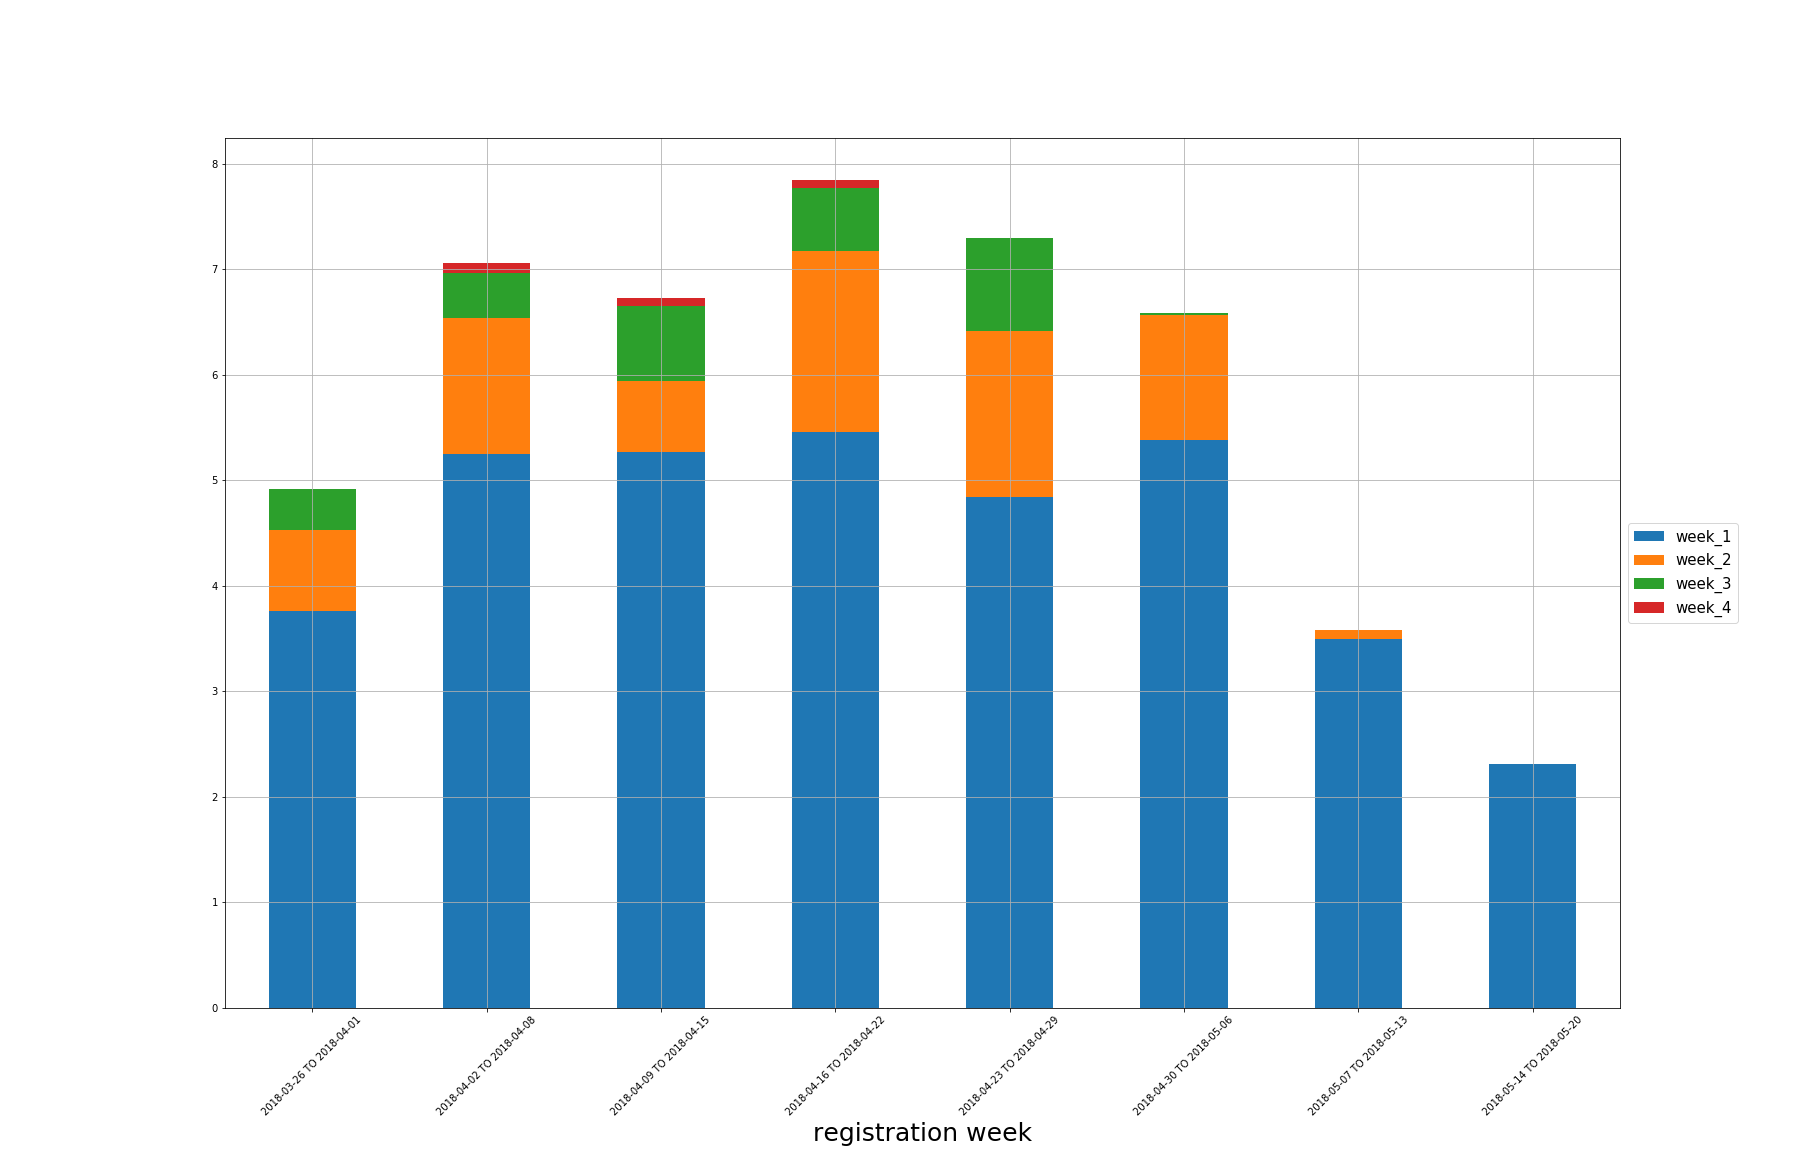 8
7
6
5
4
3
2
1
0
week_1
week_2
week_3
week_4
2018-03-26 TO 2018-04-01
2018-04-02 TO 2018-04-08
2018-04-09 TO 2018-04-15
2018-04-16 TO 2018-04-22
2018-04-23 TO 2018-04-29
2018-04-30 TO 2018-05-06
2018-05-07 TO 2018-05-13
2018-05-14 TO 2018-05-20
registration week